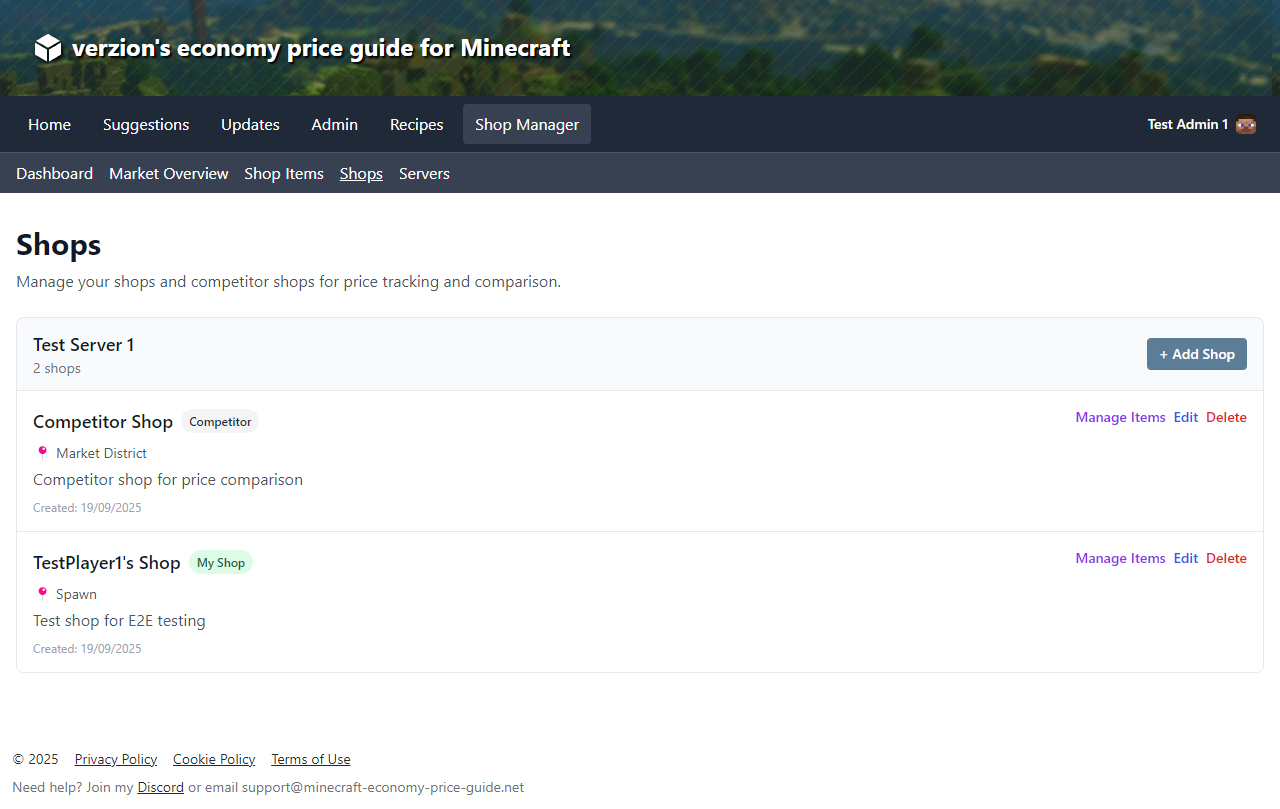 verzion's economy price guide for Minecraft
Home Suggestions Updates Admin Recipes Shop Manager Test Admin 1
Dashboard Market Overview Shop Items Shops Servers
Shops
Manage your shops and competitor shops for price tracking and comparison.
Test Server 1
2 shops
+ Add Shop
Competitor Shop Competitor
Manage Items Edit Delete
Market District
Competitor shop for price comparison
Created: 19/09/2025
TestPlayer1's Shop My Shop
Manage Items Edit Delete
Spawn
Test shop for E2E testing
Created: 19/09/2025
© 2025 Privacy Policy Cookie Policy Terms of Use
Need help? Join my Discord or email support@minecraft-economy-price-guide.net